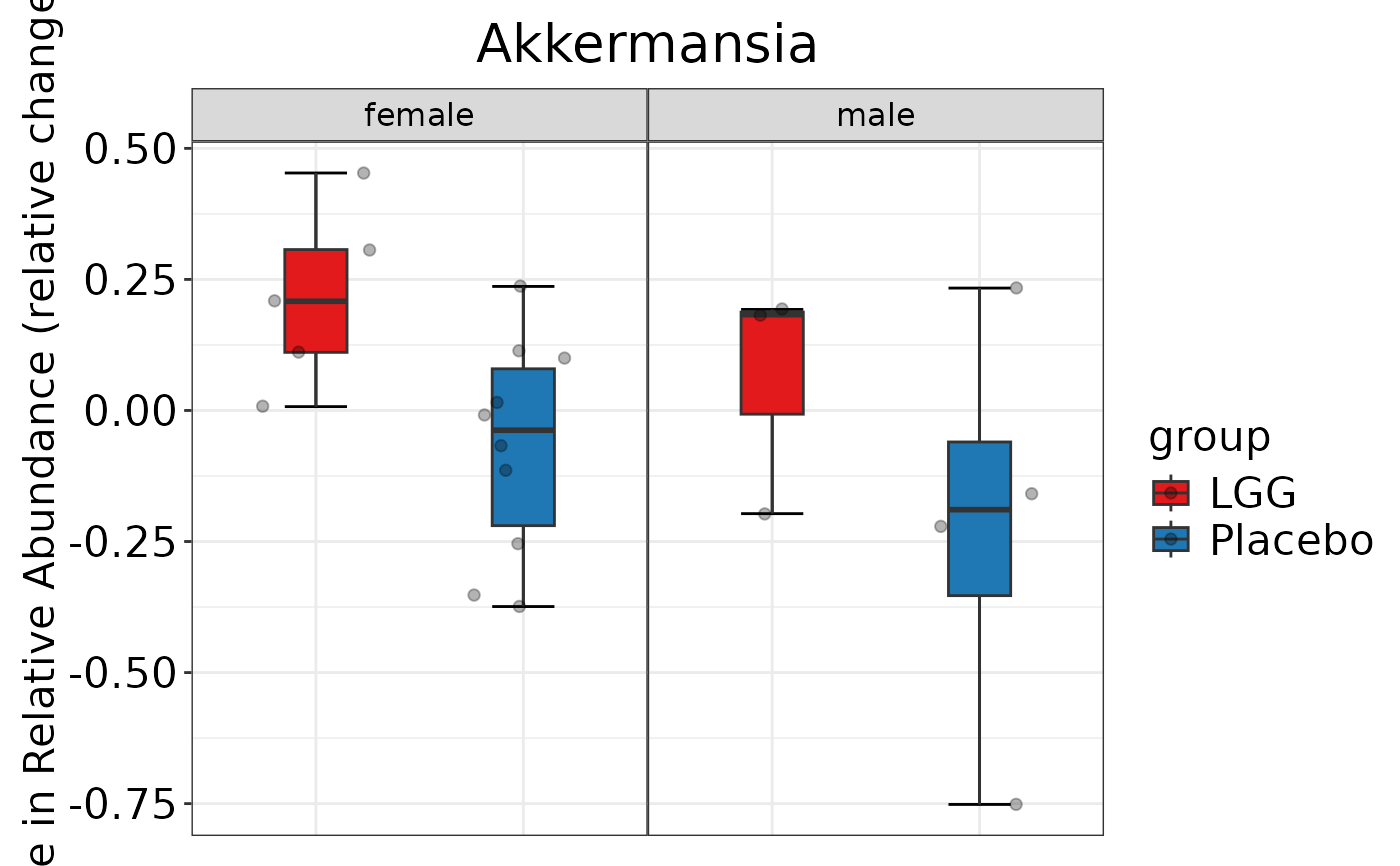 Akkermansia
female
male
e in Relative Abundance (relative change
0.50
0.25
0.00
-0.25
-0.50
-0.75
group
LGG
Placebo